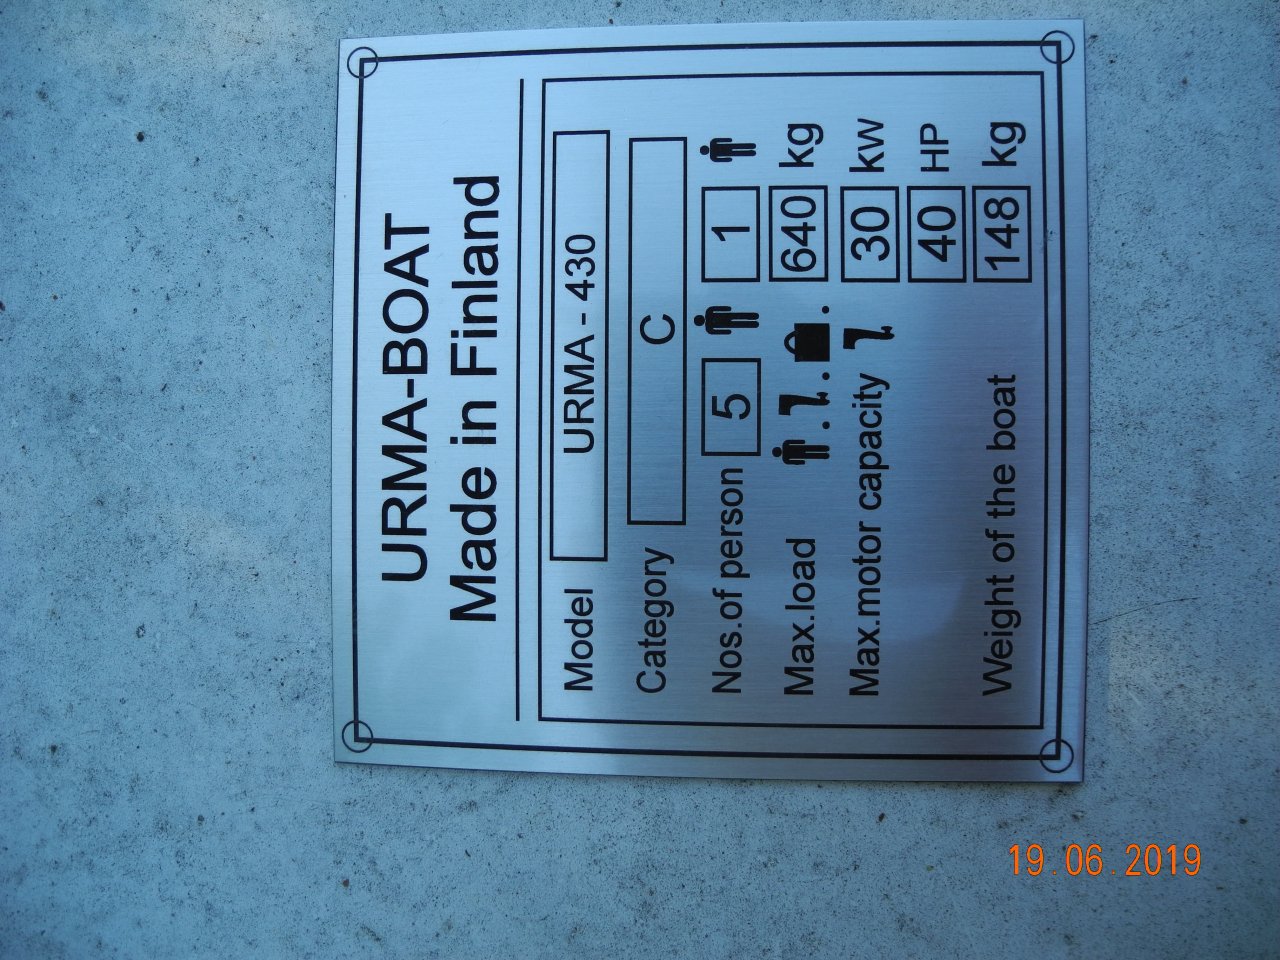 URMA-BOAT
Made in Finland
Model URMA - 430
Category C
Nos.of person 5 1
Max.load 640 kg
Max.motor capacity 30 kW
40 HP
Weight of the boat 148 kg
19.06.2019